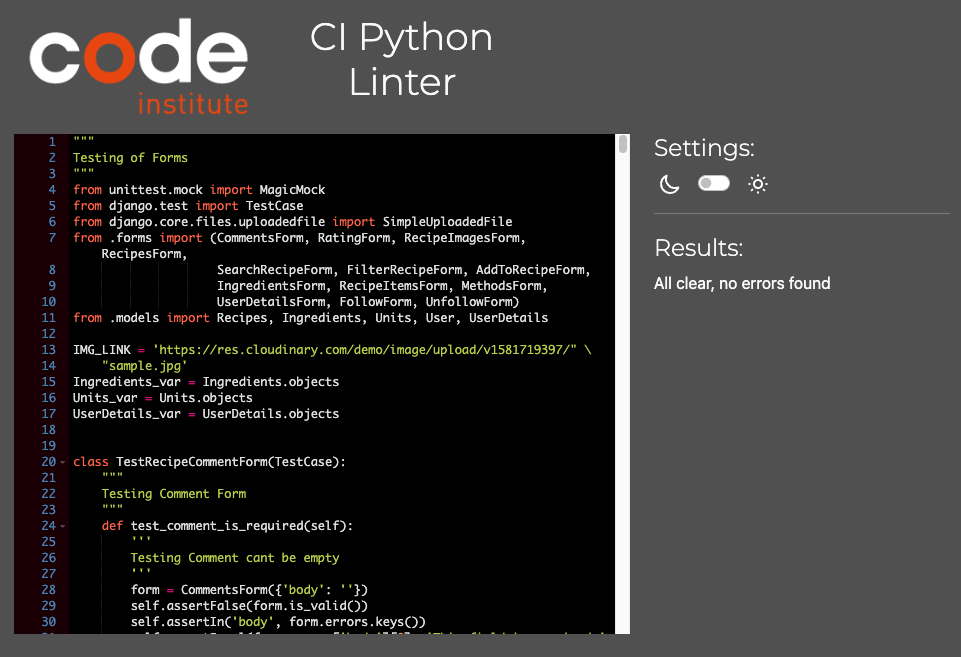 code
institute
CI Python
Linter
1 """
2 Testing of Forms
3 """
4 from unittest.mock import MagicMock
5 from django.test import TestCase
6 from django.core.files.uploadedfile import SimpleUploadedFile
7 from .forms import (CommentsForm, RatingForm, RecipeImagesForm,
RecipesForm,
8 SearchRecipeForm, FilterRecipeForm, AddToRecipeForm,
9 IngredientsForm, RecipeItemsForm, MethodsForm,
10 UserDetailsForm, FollowForm, UnfollowForm)
11 from .models import Recipes, Ingredients, Units, User, UserDetails
12
13 IMG_LINK = 'https://res.cloudinary.com/demo/image/upload/v1581719397/" \
14 "sample.jpg'
15 Ingredients_var = Ingredients.objects
16 Units_var = Units.objects
17 UserDetails_var = UserDetails.objects
18
19
20 class TestRecipeCommentForm(TestCase):
21 """
22 Testing Comment Form
23 """
24 def test_comment_is_required(self):
25 '''
26 Testing Comment cant be empty
27 '''
28 form = CommentsForm({'body': ''})
29 self.assertFalse(form.is_valid())
30 self.assertIn('body', form.errors.keys())
Settings:
Results:
All clear, no errors found